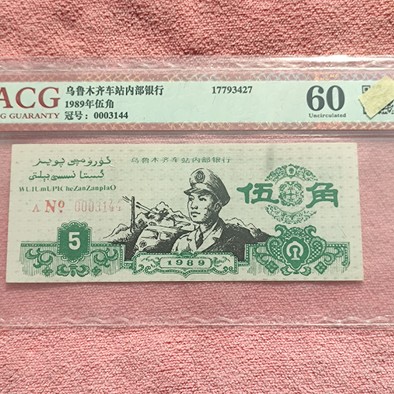 ACG
NG GUARANTY
乌鲁木齐车站内部银行
1989年伍角
冠号：0003144
17793427
60
Uncirculated
乌鲁木齐车站内部银行
A № 0003144
伍角
5
1989